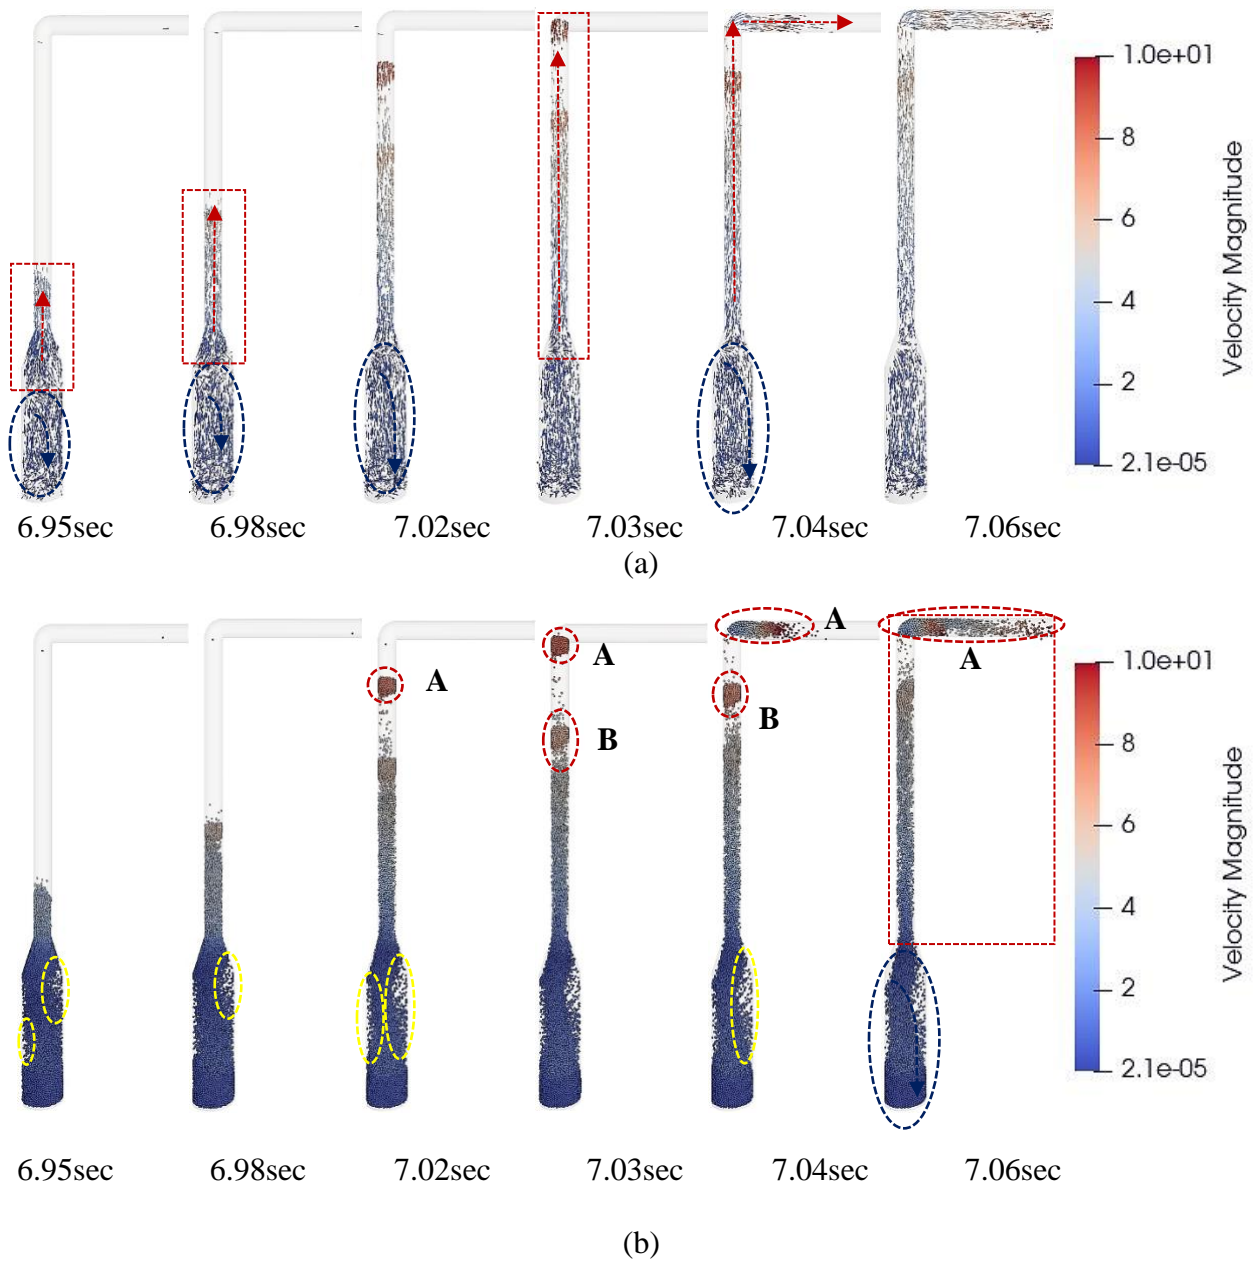 1.0e+01
8
6
4
2
2.1e-05
Velocity Magnitude
6.95sec 6.98sec 7.02sec 7.03sec 7.04sec 7.06sec
(a)
A A A A
B B
1.0e+01
8
6
4
2
2.1e-05
Velocity Magnitude
6.95sec 6.98sec 7.02sec 7.03sec 7.04sec 7.06sec
(b)